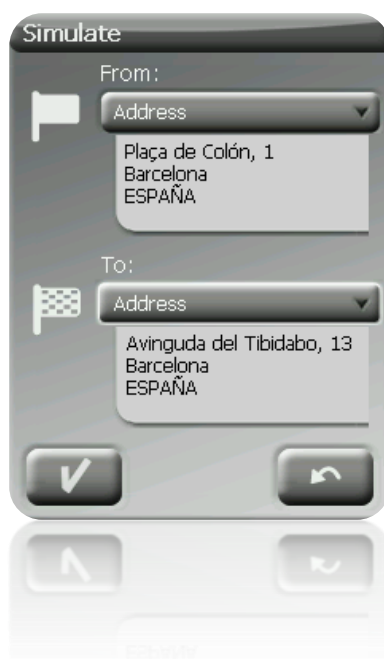 Simulate
From:
Address
Plaça de Colón, 1
Barcelona
ESPAÑA
To:
Address
Avinguda del Tibidabo, 13
Barcelona
ESPAÑA